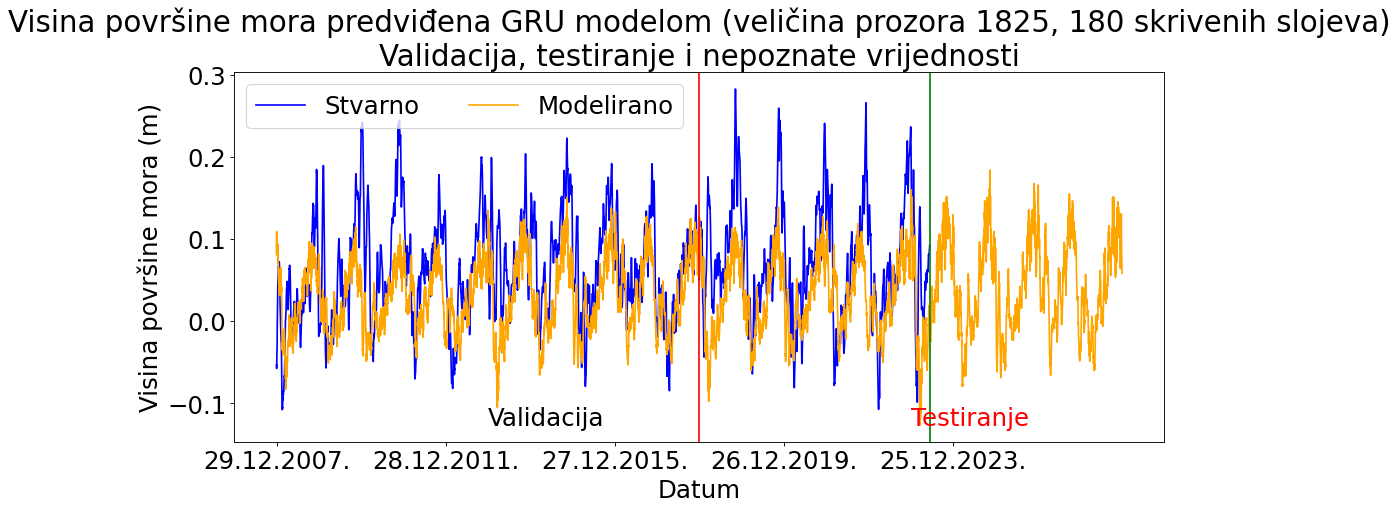 Visina površine mora predviđena GRU modelom (veličina prozora 1825, 180 skrivenih slojeva)
Validacija, testiranje i nepoznate vrijednosti
Stvarno
Modelirano
Visina površine mora (m)
0.3
0.2
0.1
0.0
−0.1
Validacija
Testiranje
29.12.2007.
28.12.2011.
27.12.2015.
26.12.2019.
25.12.2023.
Datum